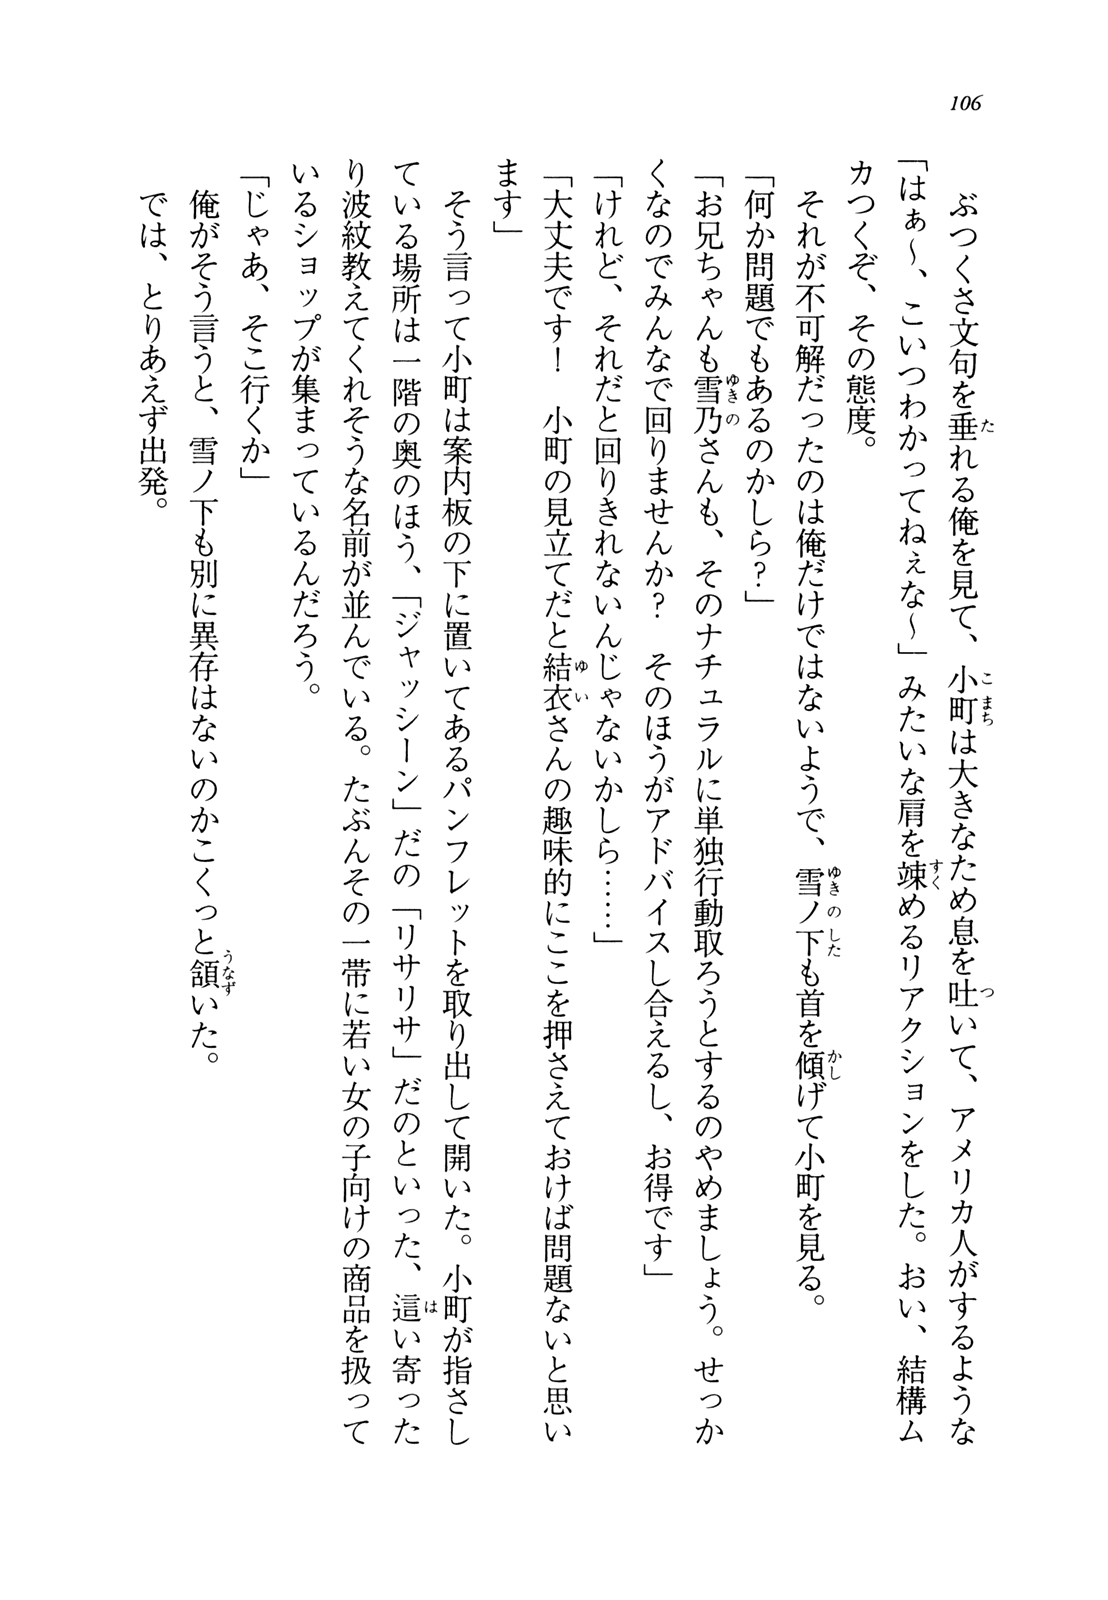 106
ぶつくさ文句を垂れる俺を見て、小町は大きなため息を吐いて、アメリカ人がするような
「はぁ～、こいつわかってねぇな～」みたいな肩を竦めるリアクションをした。おい、結構ム
カつくぞ、その態度。
それが不可解だったのは俺だけではないようで、雪ノ下も首を傾げて小町を見る。
「何か問題でもあるのかしら？」
「お兄ちゃんも雪乃さんも、そのナチュラルに単独行動取ろうとするのやめましょう。せっか
くなのでみんなで回りませんか？　そのほうがアドバイスし合えるし、お得です」
「けれど、それだと回りきれないんじゃないかしら……」
「大丈夫です！　小町の見立てだと結衣さんの趣味的にここを押さえておけば問題ないと思い
ます」
そう言って小町は案内板の下に置いてあるパンフレットを取り出して開いた。小町が指さし
ている場所は一階の奥のほう、「ジャッシーン」だの「リサリサ」だのといった、這い寄った
り波紋教えてくれそうな名前が並んでいる。たぶんその一帯に若い女の子向けの商品を扱って
いるショップが集まっているんだろう。
「じゃあ、そこ行くか」
俺がそう言うと、雪ノ下も別に異存はないのかこくっと頷いた。
では、とりあえず出発。